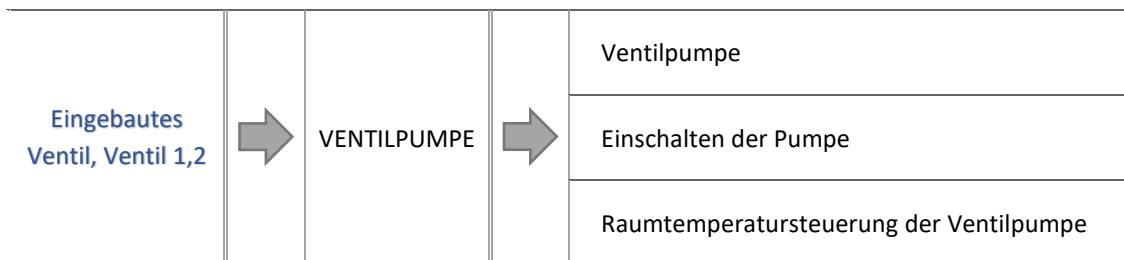 Eingebautes
Ventil, Ventil 1,2
VENTILPUMPE
Ventilpumpe
Einschalten der Pumpe
Raumtemperatursteuerung der Ventilpumpe